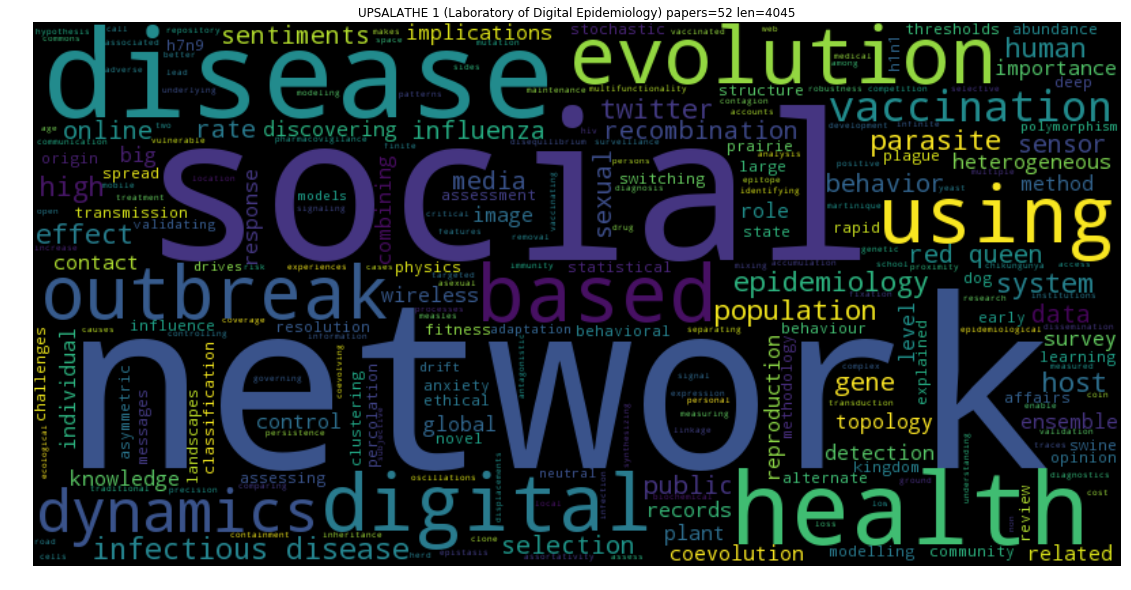 UPSALATHE 1 (Laboratory of Digital Epidemiology) papers=52 len=4045
hypothesis repository makes
sentiments implications stochastic vaccinated web thresholds abundance
commons space mutation
associated better
h7n9 disease evolution medical among h1n1 human
adverse lead sides importance
underlying modeling patterns maintenance multifunctionality robustness competition selective deep
structure contagion accounts
twitter vaccination
age online two rate discovering influenza recombination development infinite polymorphism
communication vulnerable pharmacovigilance finite disequilibrium hiv surveillance
origin big prairie analysis positive parasite sensor
spread persons large epitope plague heterogeneous
high location response models combining media sexual switching identifying behavior yeast multiple method
mobile treatment signaling assessment diagnosis vaccinating
open transmission validating critical image role martinique
effect features removal drug state rapid using
increase social genetic red queen
contact drives risk experiences cases physics immunity statistical mixing accumulation school proximity chikungunya access
targeted asexual epidemiology dog system
outbreak wireless based population fixation early research institutions data
causes influence coverage resolution processes measles fitness adaptation behavioral separating behaviour epidemiological dissemination
challenges controlling information level explained survey
individual governing coevolving drift antagonistic complex learning measured
network
asymmetric messages landscapes classification clustering percolation anxiety ethical signal expression personal measuring linkage transduction reproduction methodology gene host affairs coin enable
control persistence subjective global novel synthesizing topology ensemble validation
ecological detection traces swine opinion
knowledge assessing oscillations neutral kingdom understanding diagnostics
traditional precision comparing displacements public alternate ground cost
dynamics digital local biochemical infection records health review
road containment inheritance plant loss ion non
cells infectious disease herd clone selection coevolution modelling community related
epistasis assortativity assess